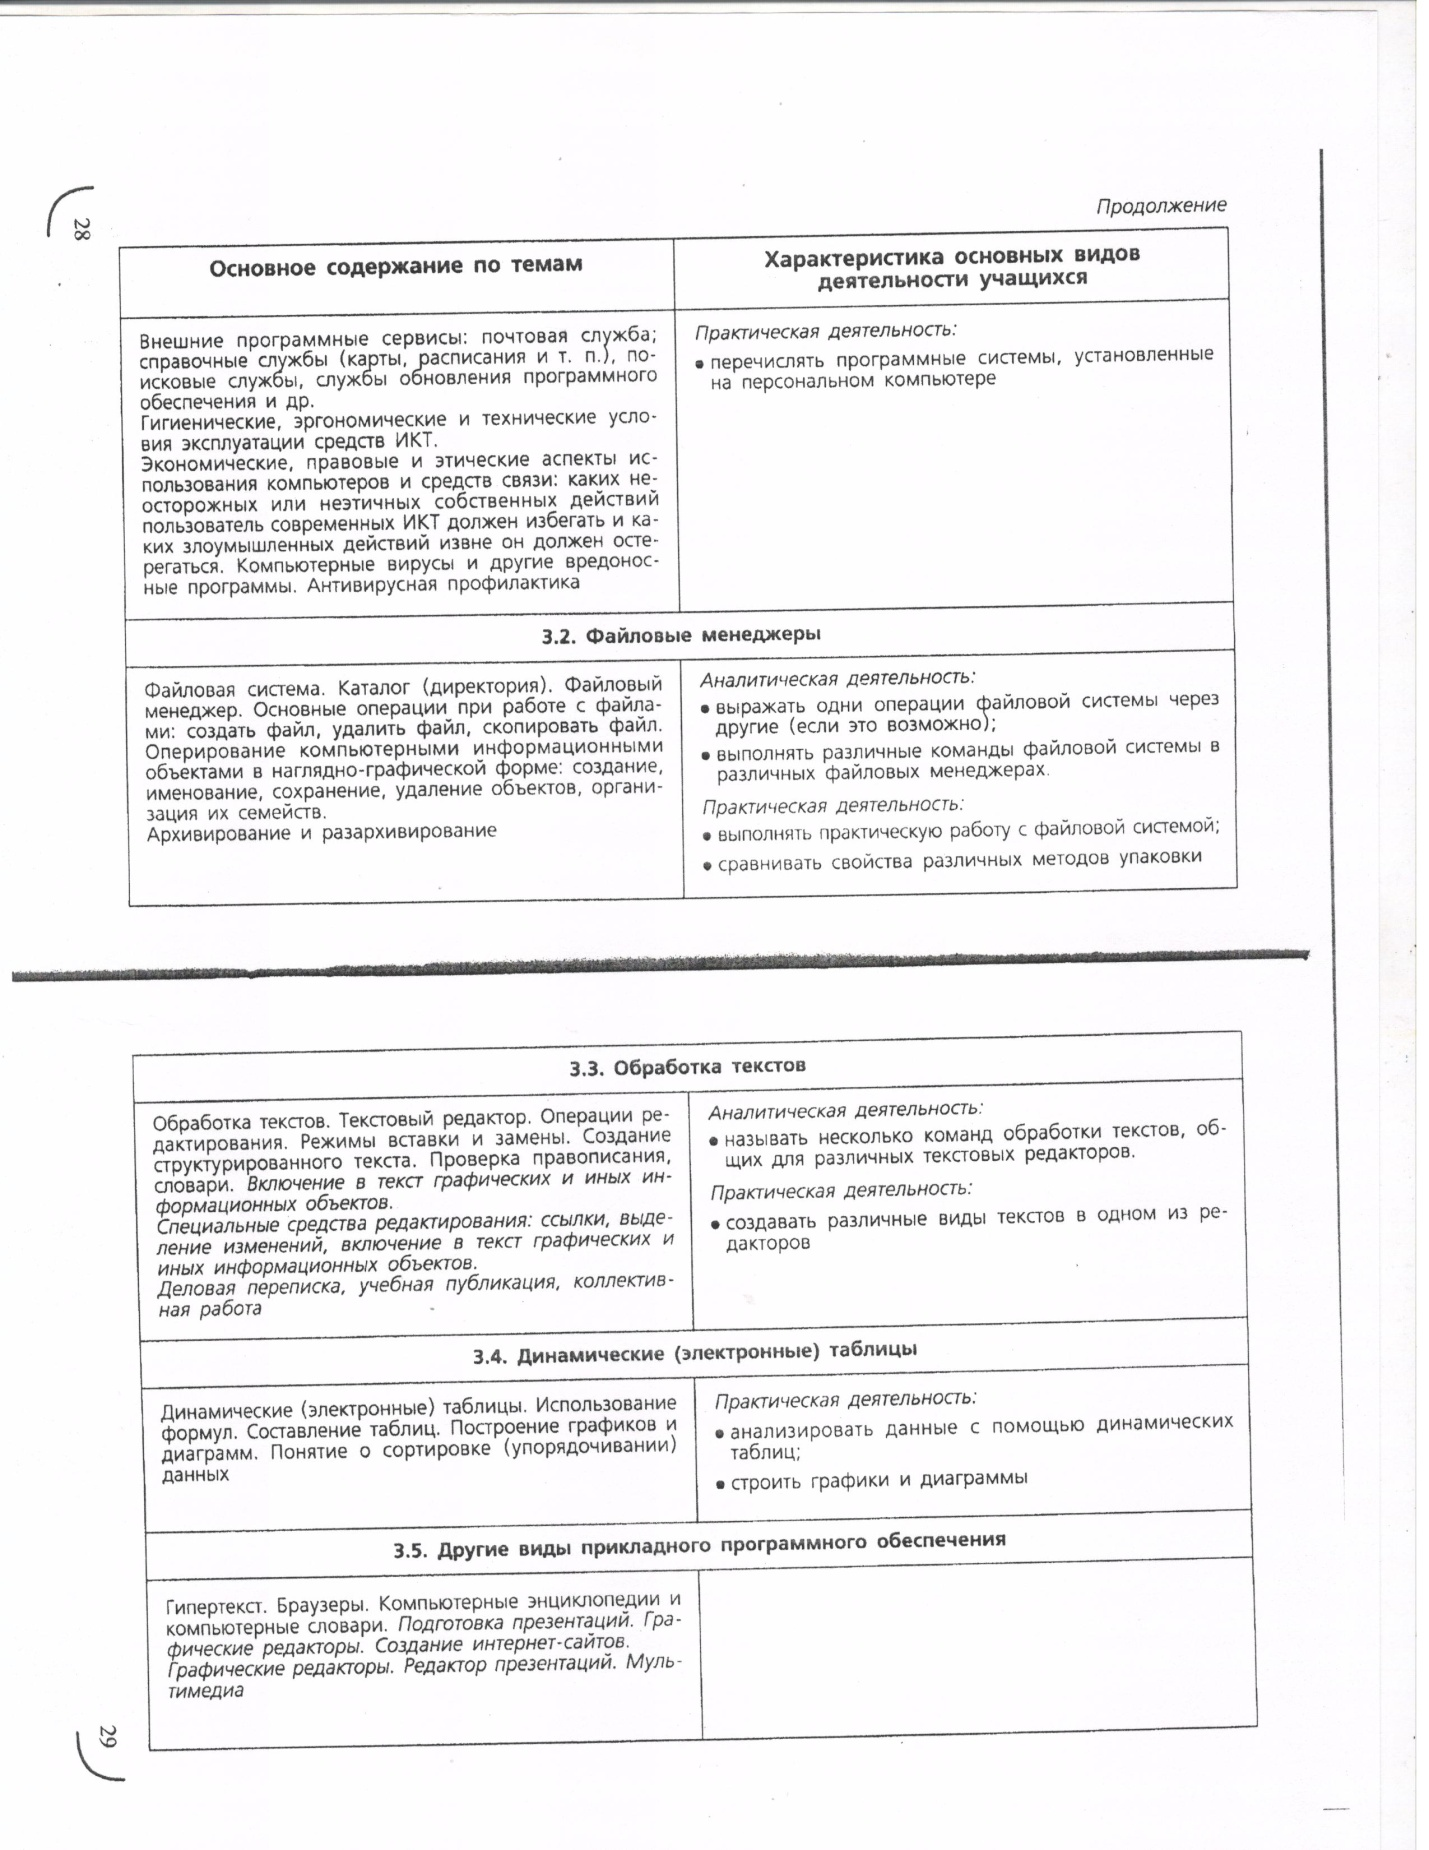 28
Продолжение
Основное содержание по темам
Характеристика основных видов
деятельности учащихся
Внешние программные сервисы: почтовая служба;
справочные службы (карты, расписания и т. п.), по-
исковые службы, службы обновления программного
обеспечения и др.
Гигиенические, эргономические и технические усло-
вия эксплуатации средств ИКТ.
Экономические, правовые и этические аспекты ис-
пользования компьютеров и средств связи: каких не-
осторожных или неэтичных собственных действий
пользователь современных ИКТ должен избегать и ка-
ких злоумышленных действий извне он должен осте-
регаться. Компьютерные вирусы и другие вредонос-
ные программы. Антивирусная профилактика
Практическая деятельность:
• перечислять программные системы, установленные
на персональном компьютере
3.2. Файловые менеджеры
Файловая система. Каталог (директория). Файловый
менеджер. Основные операции при работе с файла-
ми: создать файл, удалить файл, скопировать файл.
Оперирование компьютерными информационными
объектами в наглядно-графической форме: создание,
именование, сохранение, удаление объектов, органи-
зация их семейств.
Архивирование и разархивирование
Аналитическая деятельность:
• выражать одни операции файловой системы через
другие (если это возможно);
• выполнять различные команды файловой системы в
различных файловых менеджерах.
Практическая деятельность:
• выполнять практическую работу с файловой системой;
• сравнивать свойства различных методов упаковки
3.3. Обработка текстов
Обработка текстов. Текстовый редактор. Операции ре-
дактирования. Режимы вставки и замены. Создание
структурированного текста. Проверка правописания,
словари. Включение в текст графических и иных ин-
формационных объектов.
Специальные средства редактирования: ссылки, выде-
ление изменений, включение в текст графических и
иных информационных объектов.
Деловая переписка, учебная публикация, коллектив-
ная работа
Аналитическая деятельность:
• называть несколько команд обработки текстов, об-
щих для различных текстовых редакторов.
Практическая деятельность:
• создавать различные виды текстов в одном из ре-
дакторов
3.4. Динамические (электронные) таблицы
Динамические (электронные) таблицы. Использование
формул. Составление таблиц. Построение графиков и
диаграмм. Понятие о сортировке (упорядочивании)
данных
Практическая деятельность:
• анализировать данные с помощью динамических
таблиц;
• строить графики и диаграммы
3.5. Другие виды прикладного программного обеспечения
Гипертекст. Браузеры. Компьютерные энциклопедии и
компьютерные словари. Подготовка презентаций. Гра-
фические редакторы. Создание интернет-сайтов.
Графические редакторы. Редактор презентаций. Муль-
тимедиа
29